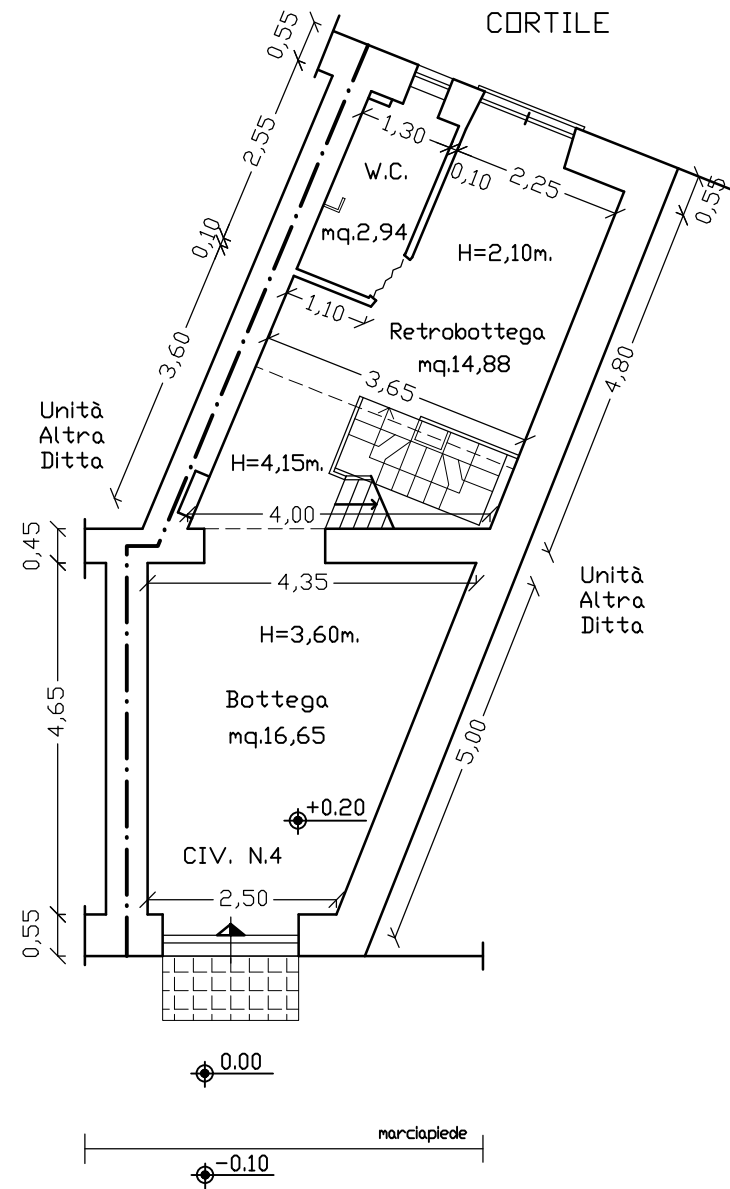 CORTILE
0,55
2,55
0,10
3,60
1,30
0,10
2,25
0,55
W.C.
mq.2,94
H=2,10m.
1,10
Retrobottega
mq.14,88
4,80
3,65
Unità
Altra
Ditta
H=4,15m.
4,00
0,45
4,35
Unità
Altra
Ditta
H=3,60m.
4,65
Bottega
mq.16,65
5,00
+0.20
CIV. N.4
2,50
0,55
0.00
marciapiede
-0.10